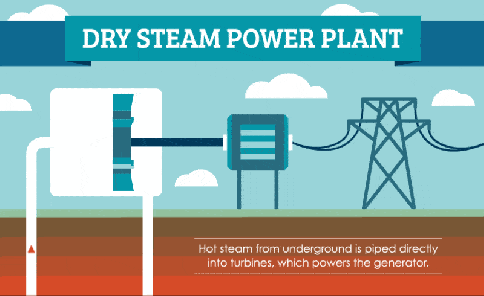 DRY STEAM POWER PLANT
Hot steam from underground is piped directly
into turbines, which powers the generator.